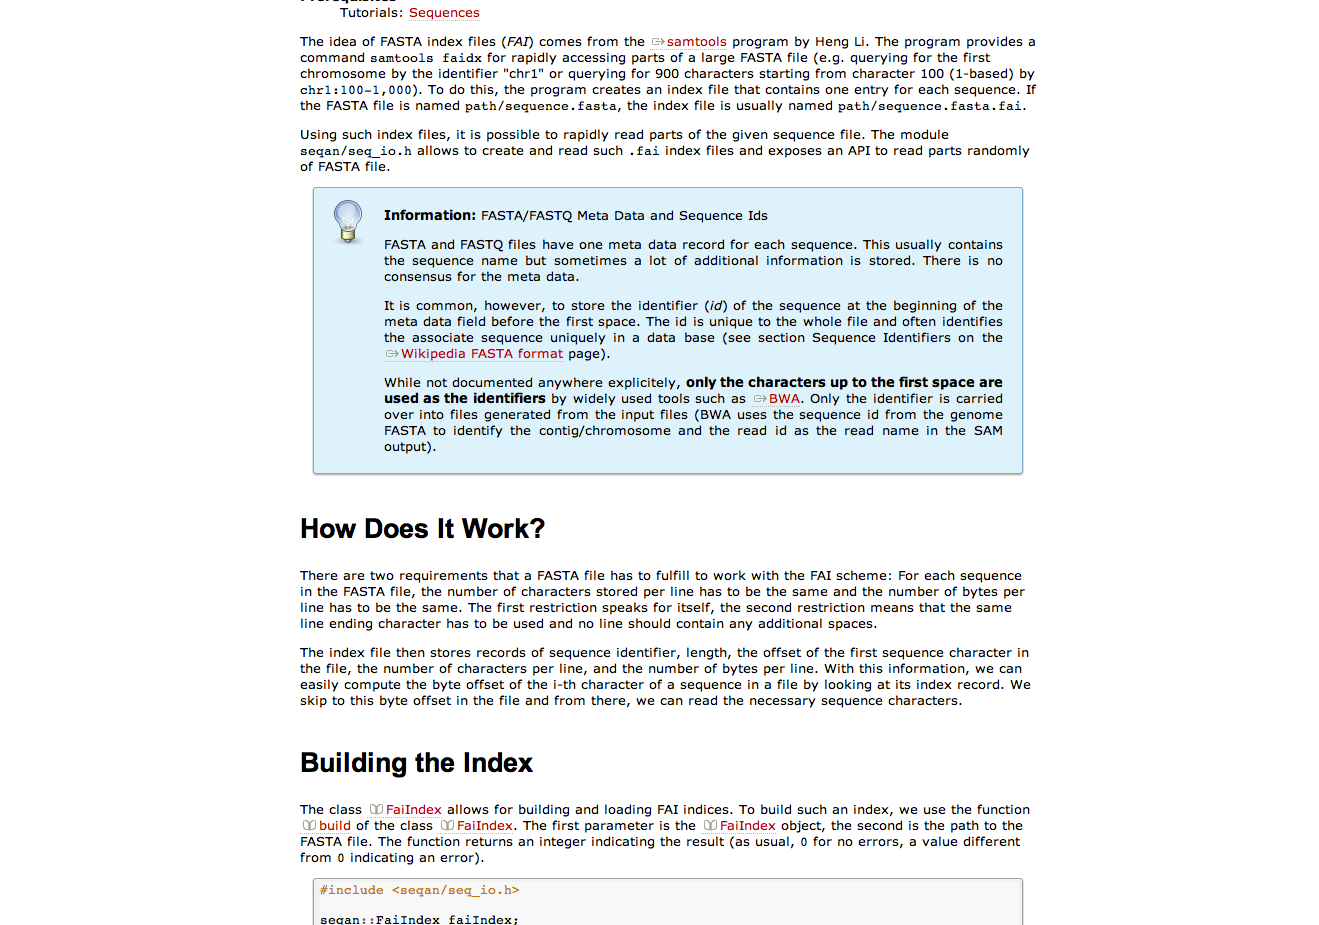 Tutorials: Sequences
The idea of FASTA index files (FAI) comes from the samtools program by Heng Li. The program provides a
command samtools faidx for rapidly accessing parts of a large FASTA file (e.g. querying for the first
chromosome by the identifier "chr1" or querying for 900 characters starting from character 100 (1-based) by
chr1:100-1,000). To do this, the program creates an index file that contains one entry for each sequence. If
the FASTA file is named path/sequence.fasta, the index file is usually named path/sequence.fasta.fai.
Using such index files, it is possible to rapidly read parts of the given sequence file. The module
seqan/seq_io.h allows to create and read such .fai index files and exposes an API to read parts randomly
of FASTA file.
Information: FASTA/FASTQ Meta Data and Sequence Ids
FASTA and FASTQ files have one meta data record for each sequence. This usually contains
the sequence name but sometimes a lot of additional information is stored. There is no
consensus for the meta data.
It is common, however, to store the identifier (id) of the sequence at the beginning of the
meta data field before the first space. The id is unique to the whole file and often identifies
the associate sequence uniquely in a data base (see section Sequence Identifiers on the
Wikipedia FASTA format page).
While not documented anywhere explicitely, only the characters up to the first space are
used as the identifiers by widely used tools such as BWA. Only the identifier is carried
over into files generated from the input files (BWA uses the sequence id from the genome
FASTA to identify the contig/chromosome and the read id as the read name in the SAM
output).
How Does It Work?
There are two requirements that a FASTA file has to fulfill to work with the FAI scheme: For each sequence
in the FASTA file, the number of characters stored per line has to be the same and the number of bytes per
line has to be the same. The first restriction speaks for itself, the second restriction means that the same
line ending character has to be used and no line should contain any additional spaces.
The index file then stores records of sequence identifier, length, the offset of the first sequence character in
the file, the number of characters per line, and the number of bytes per line. With this information, we can
easily compute the byte offset of the i-th character of a sequence in a file by looking at its index record. We
skip to this byte offset in the file and from there, we can read the necessary sequence characters.
Building the Index
The class FaiIndex allows for building and loading FAI indices. To build such an index, we use the function
build of the class FaiIndex. The first parameter is the FaiIndex object, the second is the path to the
FASTA file. The function returns an integer indicating the result (as usual, 0 for no errors, a value different
from 0 indicating an error).
#include <seqan/seq_io.h>
seqan::FaiIndex faiIndex;